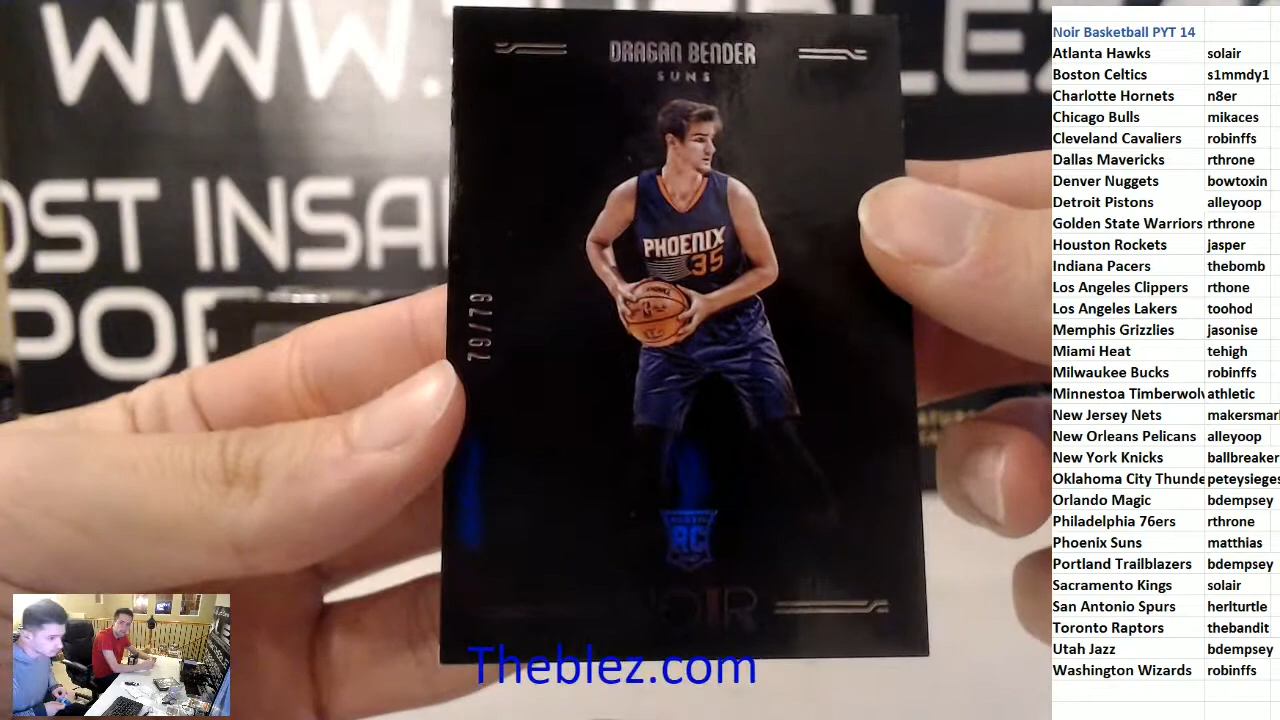 WWW.
OST INSA
POR
DRAGAN BENDER
SUNS
PHOENIX
35
79/79
RC
NOIR
Theblez.com
Noir Basketball PYT 14
Atlanta Hawks solair
Boston Celtics s1mmdy1
Charlotte Hornets n8er
Chicago Bulls mikaces
Cleveland Cavaliers robinffs
Dallas Mavericks rthrone
Denver Nuggets bowtoxin
Detroit Pistons alleyoop
Golden State Warriors rthrone
Houston Rockets jasper
Indiana Pacers thebomb
Los Angeles Clippers rthone
Los Angeles Lakers toohod
Memphis Grizzlies jasonise
Miami Heat tehigh
Milwaukee Bucks robinffs
Minnestoa Timberwolv athletic
New Jersey Nets makersmar
New Orleans Pelicans alleyoop
New York Knicks ballbreaker
Oklahoma City Thunde peteysieges
Orlando Magic bdempsey
Philadelphia 76ers rthrone
Phoenix Suns matthias
Portland Trailblazers bdempsey
Sacramento Kings solair
San Antonio Spurs herlturtle
Toronto Raptors thebandit
Utah Jazz bdempsey
Washington Wizards robinffs